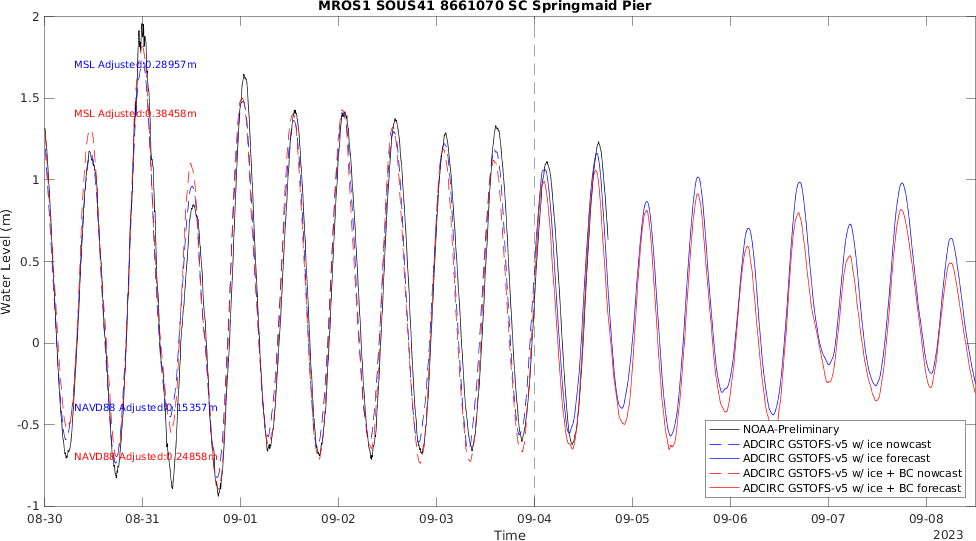 MROS1 SOUS41 8661070 SC Springmaid Pier
2
1.5
1
0.5
0
-0.5
-1
Water Level (m)
MSL Adjusted:0.28957m
MSL Adjusted:0.38458m
NAVD88 Adjusted:0.15357m
NAVD88 Adjusted:0.24858m
NOAA-Preliminary
ADCIRC GSTOFS-v5 w/ ice nowcast
ADCIRC GSTOFS-v5 w/ ice forecast
ADCIRC GSTOFS-v5 w/ ice + BC nowcast
ADCIRC GSTOFS-v5 w/ ice + BC forecast
08-30 08-31 09-01 09-02 09-03 09-04 09-05 09-06 09-07 09-08
Time
2023